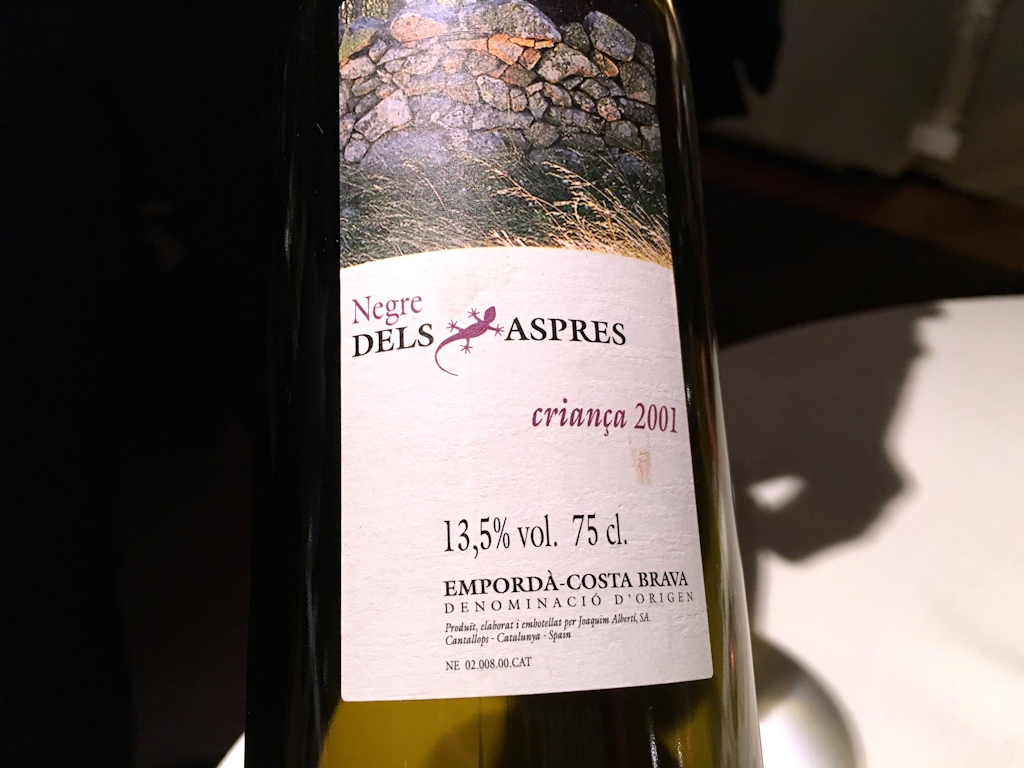 Negre
DELS ASPRES
criança 2001
13,5% vol. 75 cl.
EMPORDÀ-COSTA BRAVA
DENOMINACIÓ D'ORIGEN
Produït, elaborat i embotellat per Joaquim Albertí, SA.
Cantallops - Catalunya - Spain
NE 02.008.00.CAT